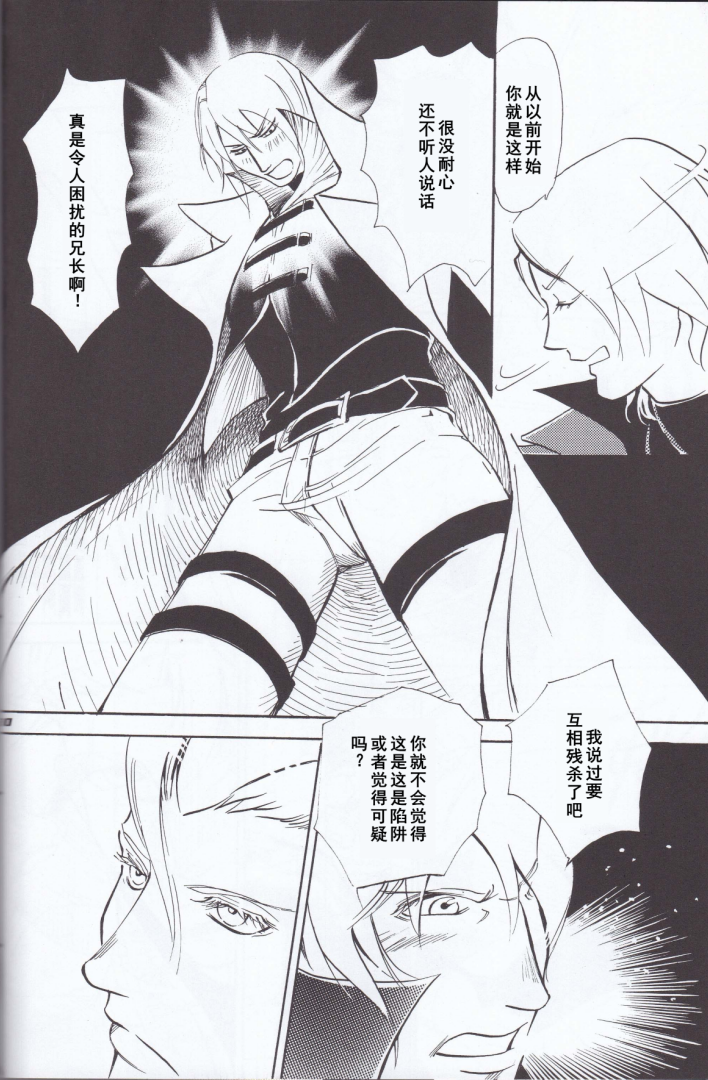 从以前开始
你就是这样
很没耐心
还不听人说话
真是令人困扰的兄长啊！
我说过要
互相残杀了吧
你就不会觉得
这是这是陷阱
或者觉得可疑
吗？